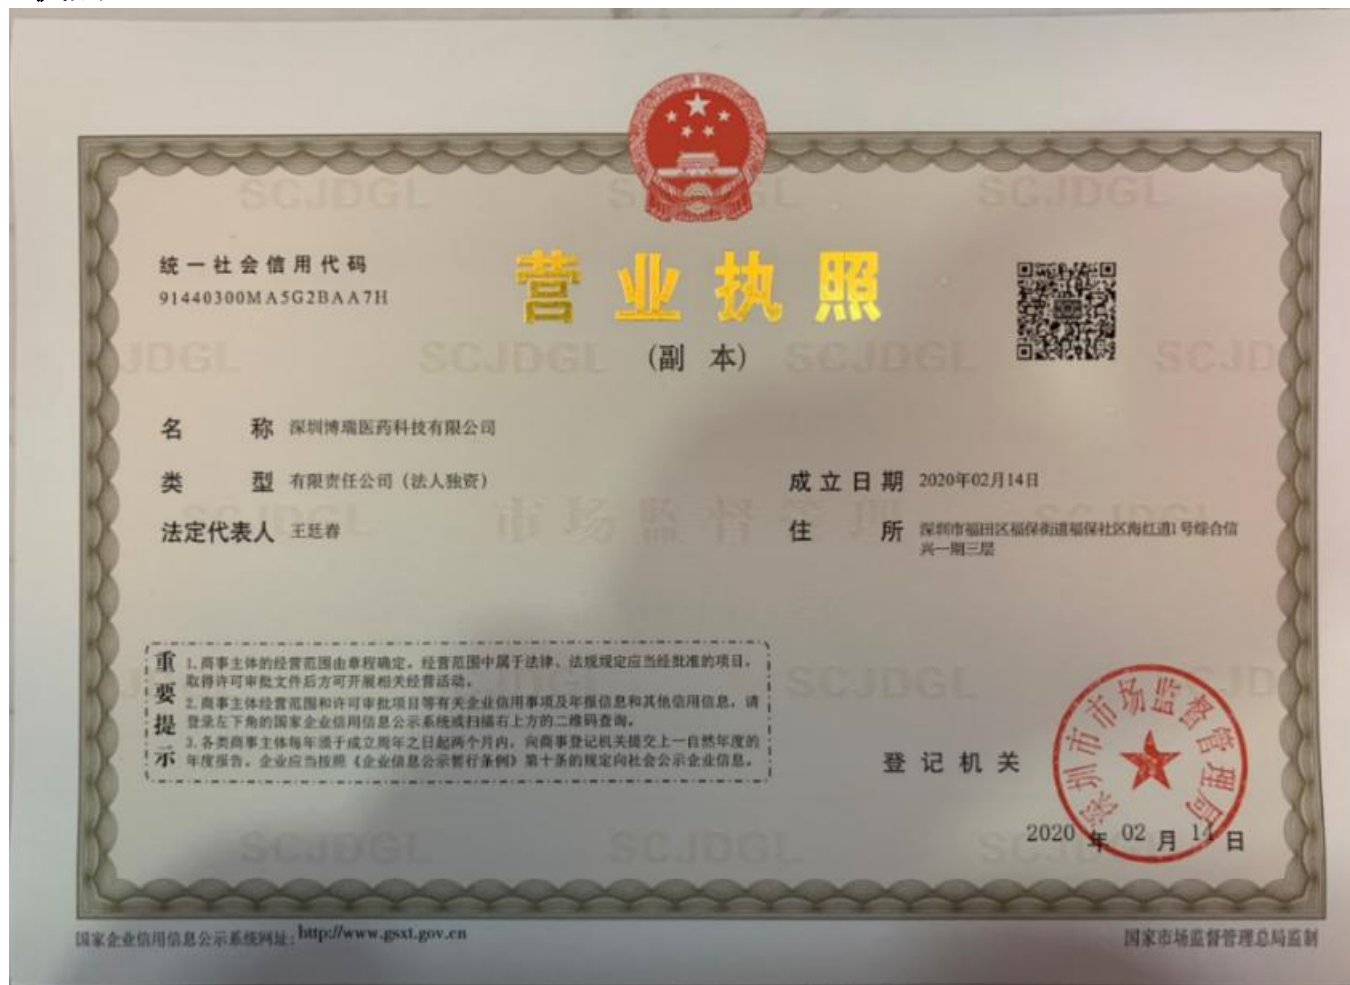 统一社会信用代码
91440300MA5G2BAA7H
营业执照
(副 本)
名 称 深圳博瑞医药科技有限公司
类 型 有限责任公司（法人独资）
法定代表人 王廷春
成立日期 2020年02月14日
住 所 深圳市福田区福保街道福保社区海红道1号综合信
兴一期三层
重要提示
1.商事主体的经营范围由章程确定。经营范围中属于法律、法规规定应当经批准的项目，
取得许可审批文件后方可开展相关经营活动。
2.商事主体经营范围和许可审批项目等有关企业信用事项及年报信息和其他信用信息，请
登录左下角的国家企业信用信息公示系统或扫描右上方的二维码查询。
3.各类商事主体每年须于成立周年之日起两个月内，向商事登记机关提交上一自然年度的
年度报告。企业应当按照《企业信息公示暂行条例》第十条的规定向社会公示企业信息。
登记机关
深圳市市场监督管理局
2020 年 02 月 14 日
国家企业信用信息公示系统网址：http://www.gsxt.gov.cn
国家市场监督管理总局监制
SCJDGL
市场监督管理